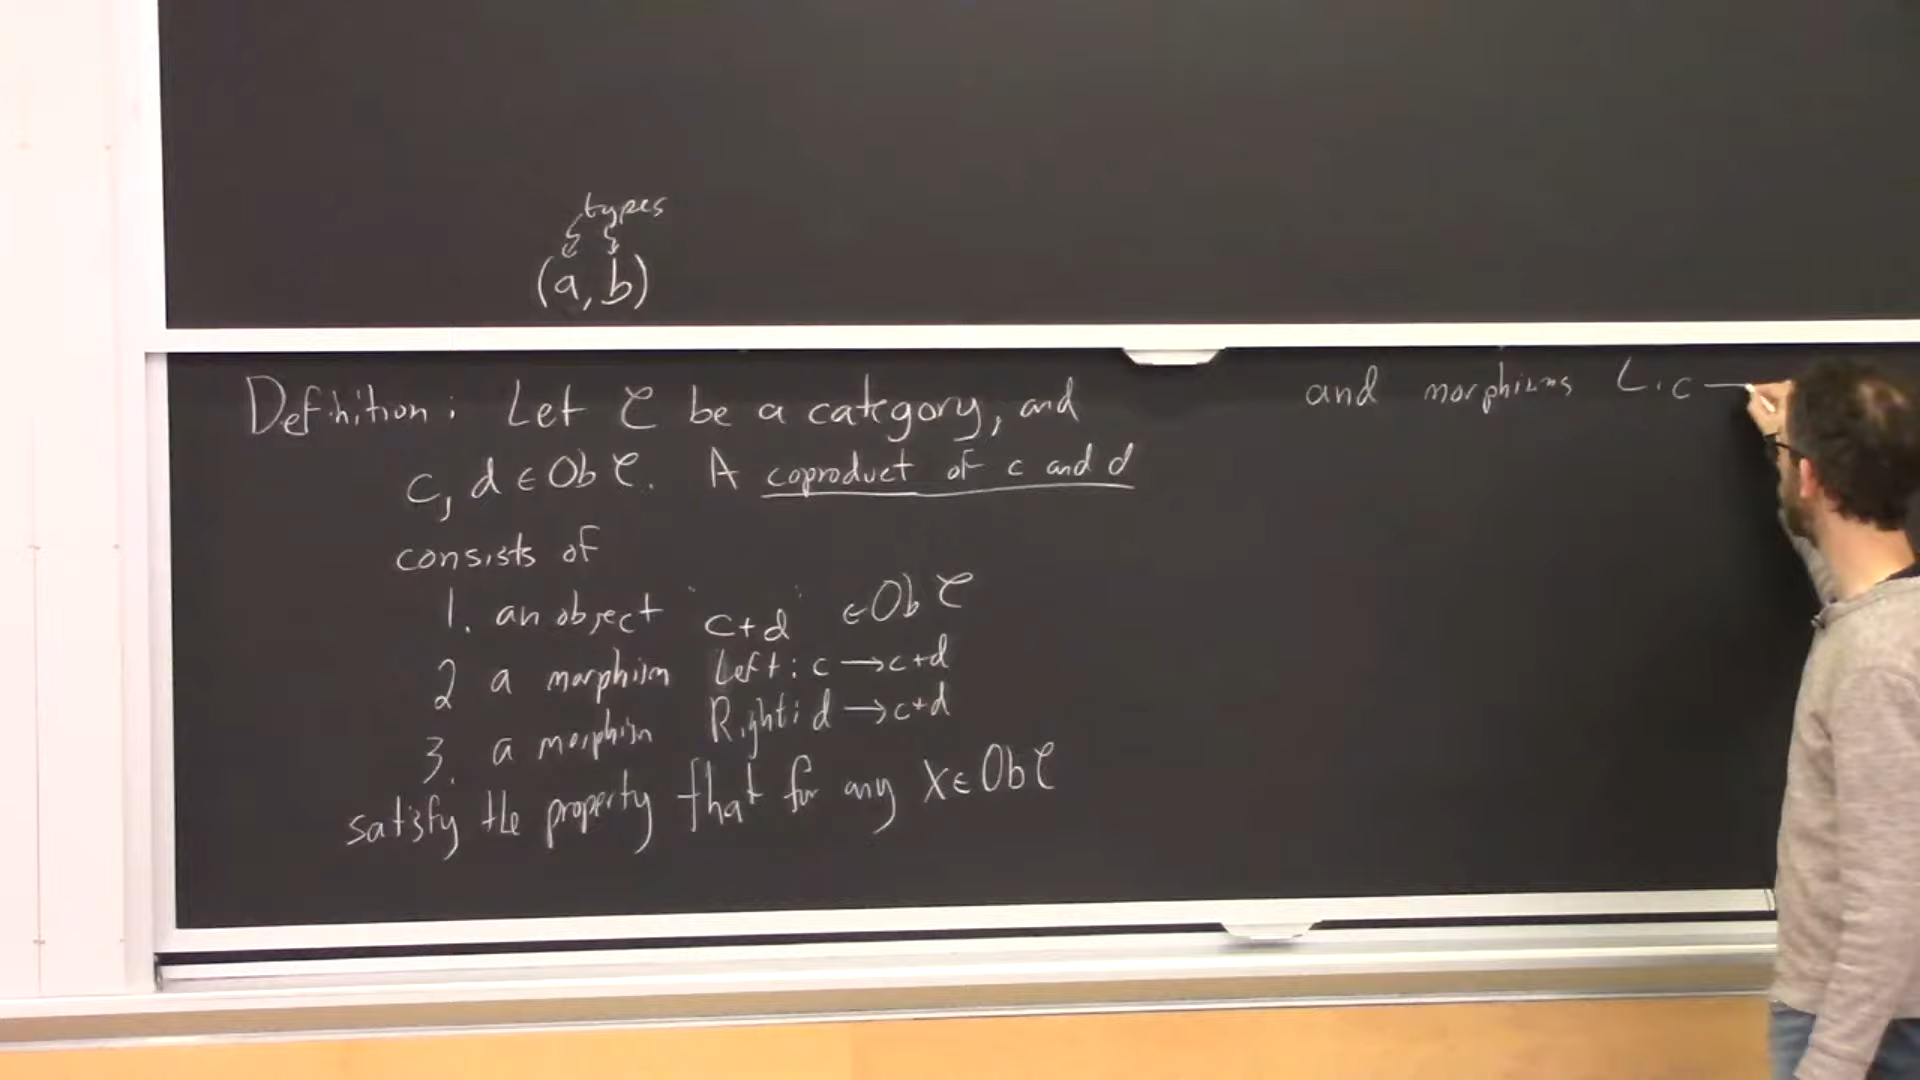 types
(a, b)
Definition: Let C be a category, and
c, d ∈ Ob C. A coproduct of c and d
consists of
1. an object "c+d" ∈ Ob C
2 a morphism Left: c → c+d
3. a morphism Right: d → c+d
satisfy the property that for any X ∈ Ob C
and morphisms L: c —